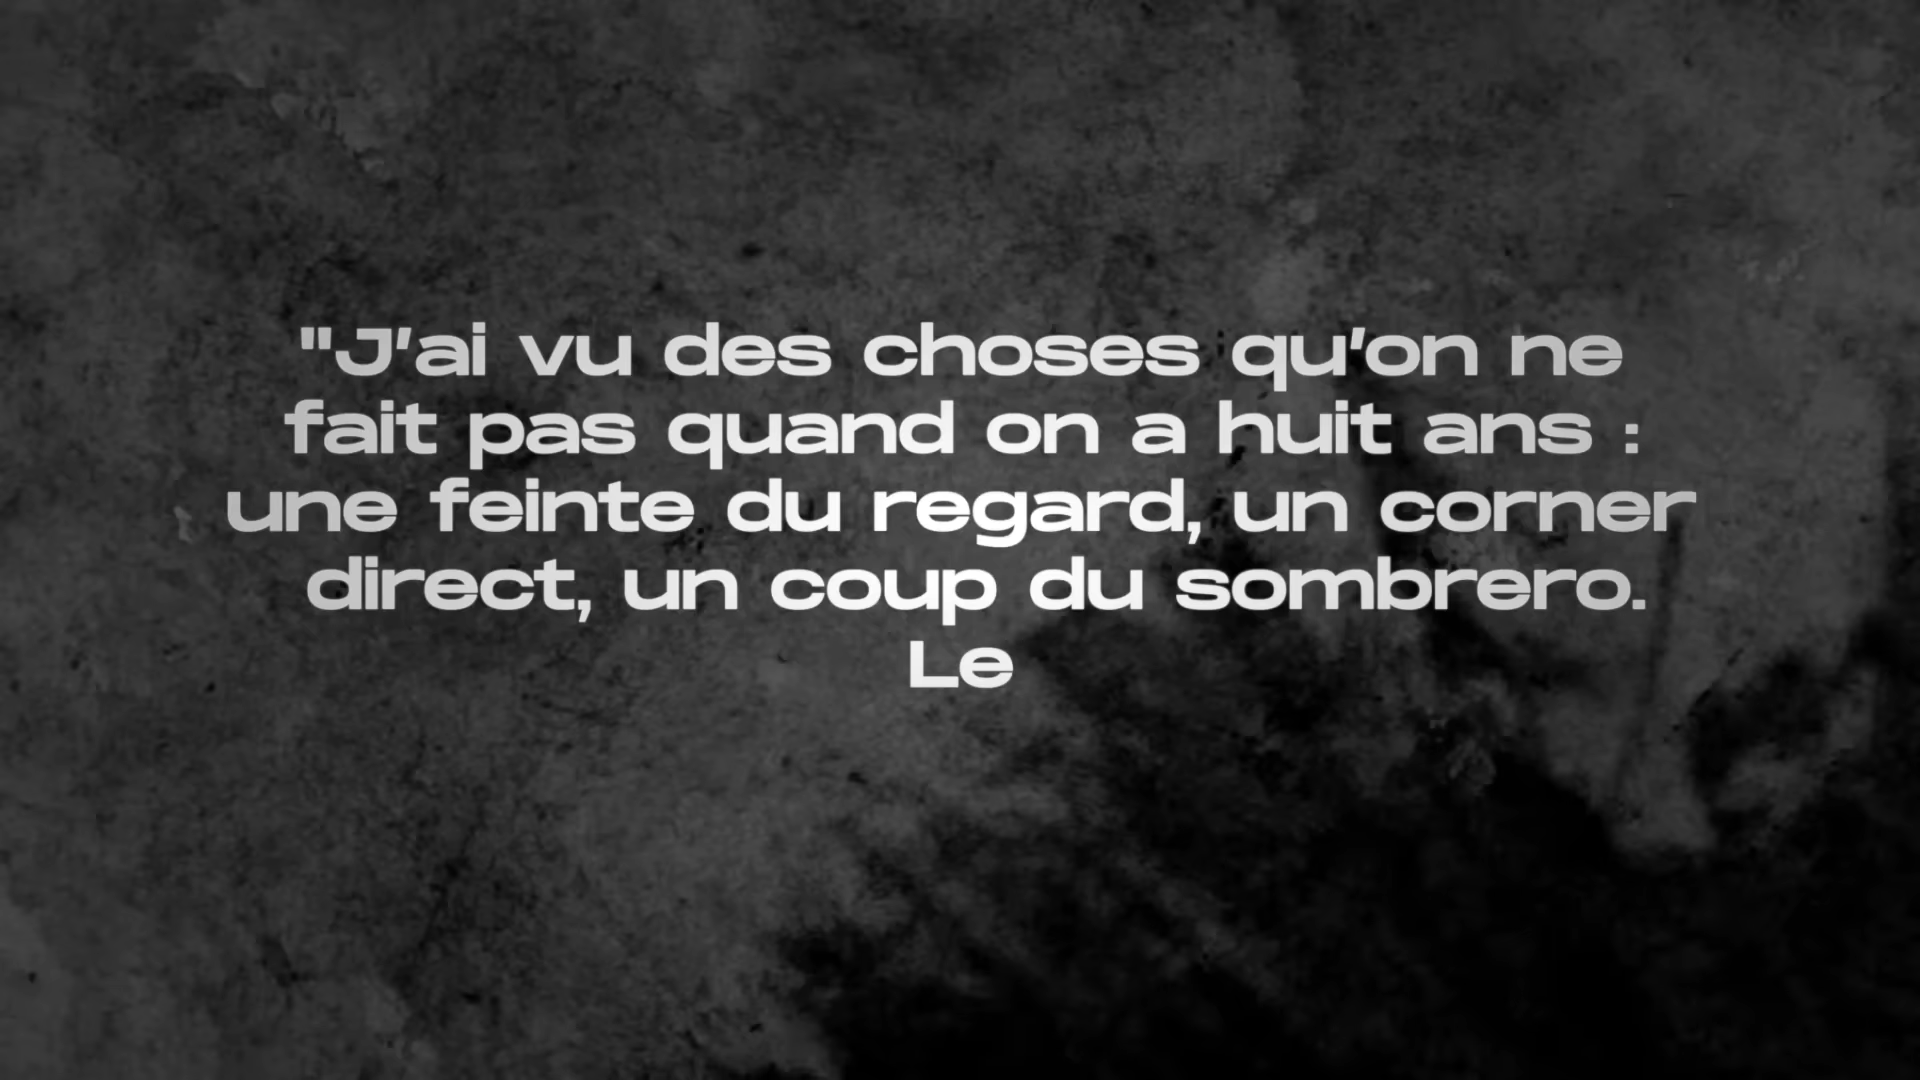 "J'ai vu des choses qu'on ne
fait pas quand on a huit ans :
une feinte du regard, un corner
direct, un coup du sombrero.
Le